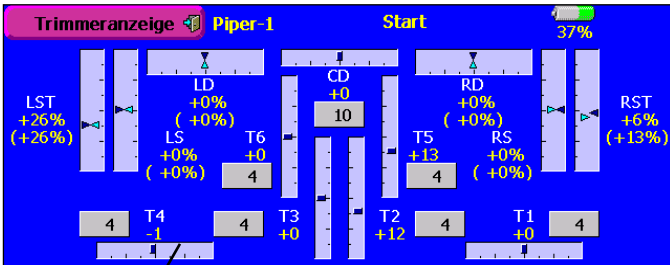 Trimmeranzeige Piper-1 Start 37%
CD
+0
10
LD
+0%
( +0%)
RD
+0%
( +0%)
LST
+26%
(+26%)
RST
+6%
(+13%)
LS
+0%
( +0%)
T6
+0
4
T5
+13
4
RS
+0%
( +0%)
4
T4
-1
4
T3
+0
T2
+12
4
T1
+0
4